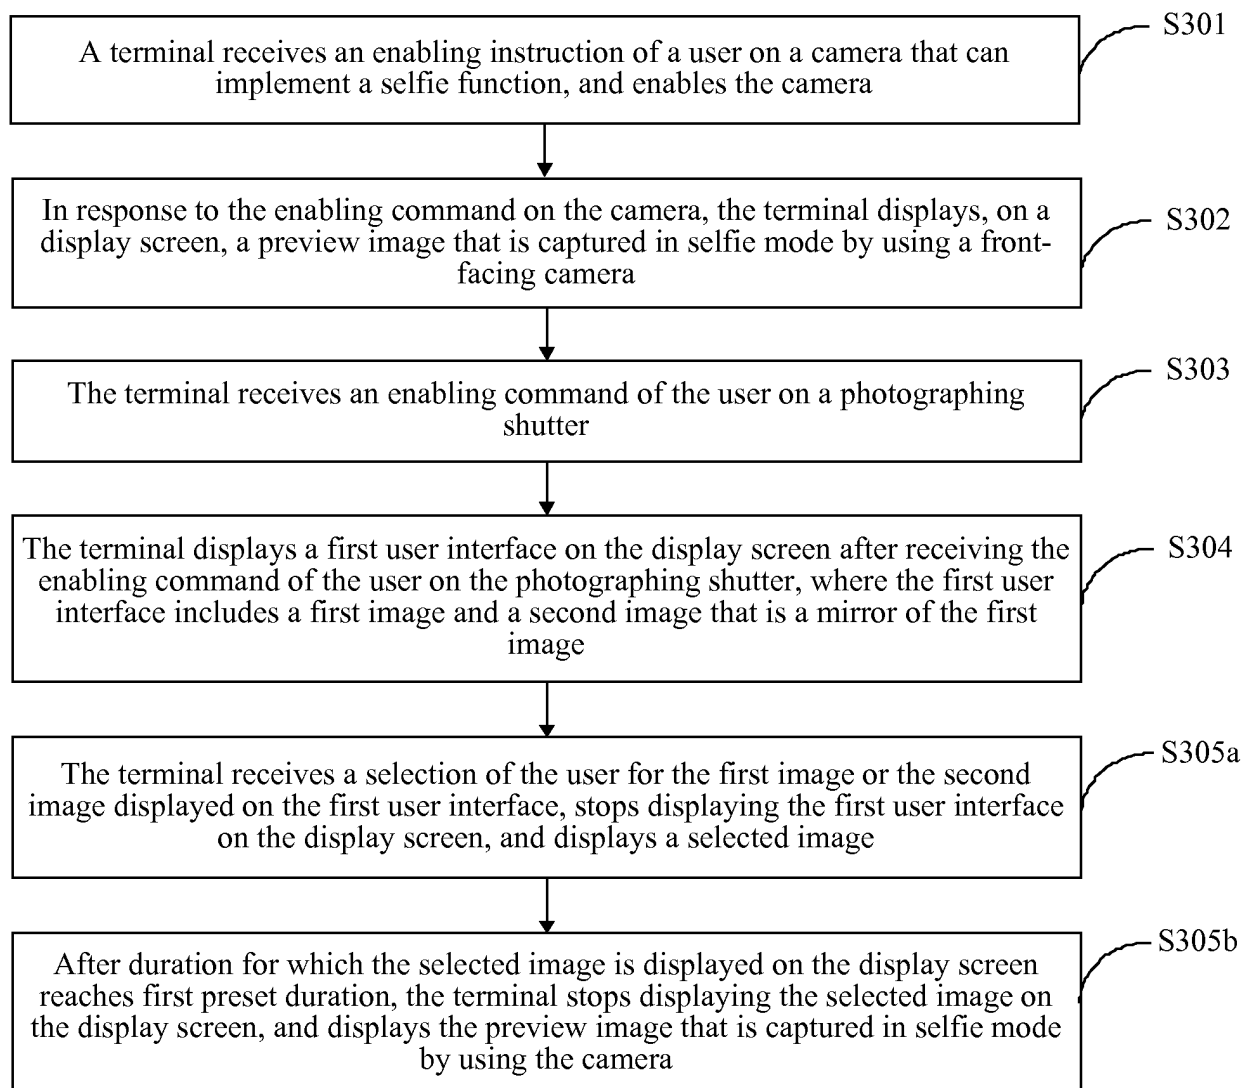 S301
A terminal receives an enabling instruction of a user on a camera that can
implement a selfie function, and enables the camera
S302
In response to the enabling command on the camera, the terminal displays, on a
display screen, a preview image that is captured in selfie mode by using a front-
facing camera
S303
The terminal receives an enabling command of the user on a photographing
shutter
S304
The terminal displays a first user interface on the display screen after receiving the
enabling command of the user on the photographing shutter, where the first user
interface includes a first image and a second image that is a mirror of the first
image
S305a
The terminal receives a selection of the user for the first image or the second
image displayed on the first user interface, stops displaying the first user interface
on the display screen, and displays a selected image
S305b
After duration for which the selected image is displayed on the display screen
reaches first preset duration, the terminal stops displaying the selected image on
the display screen, and displays the preview image that is captured in selfie mode
by using the camera